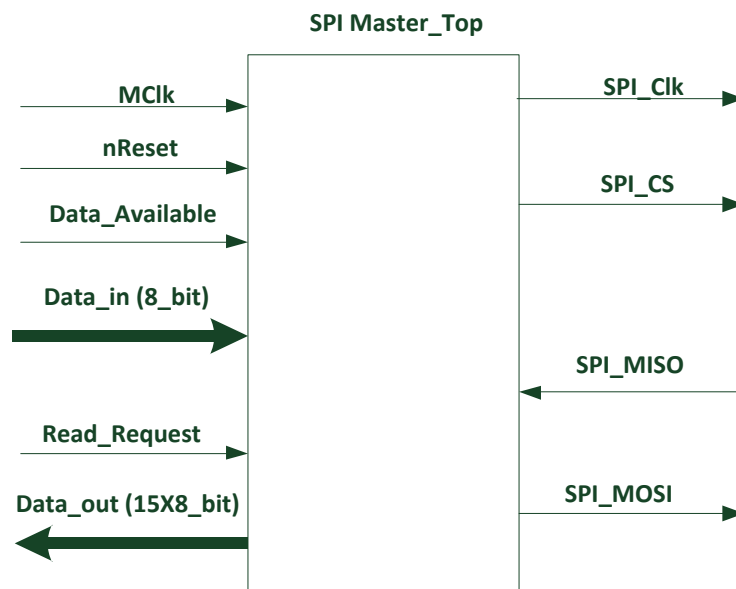 SPI Master_Top
MClk
SPI_Clk
nReset
SPI_CS
Data_Available
Data_in (8_bit)
SPI_MISO
Read_Request
Data_out (15X8_bit)
SPI_MOSI